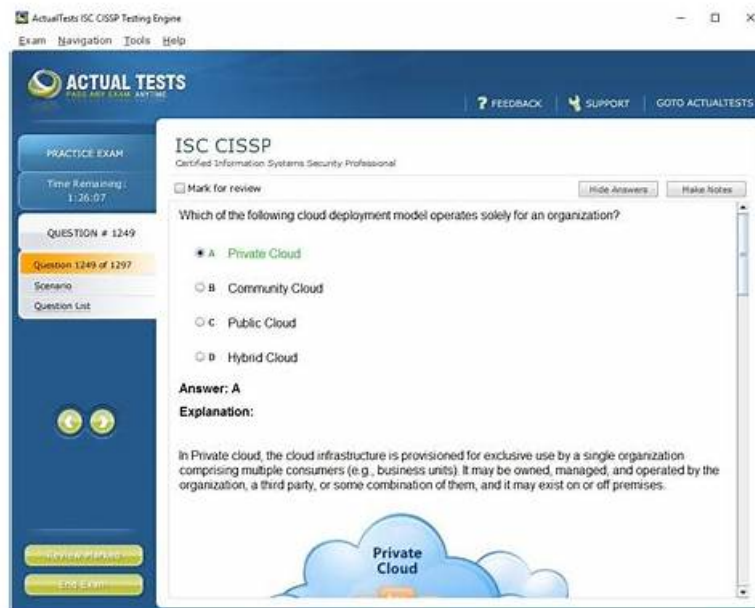 ActualTests ISC CISSP Testing Engine
Exam Navigation Tools Help
ACTUAL TESTS
PASS ANY EXAM ANYTIME
? FEEDBACK
SUPPORT
GOTO ACTUALTESTS
PRACTICE EXAM
Time Remaining:
1:26:07
QUESTION # 1249
Question 1249 of 1297
Scenario
Question List
ISC CISSP
Certified Information Systems Security Professional
Mark for review
Hide Answers
Make Notes
Which of the following cloud deployment model operates solely for an organization?
A Private Cloud
B Community Cloud
C Public Cloud
D Hybrid Cloud
Answer: A
Explanation:
In Private cloud, the cloud infrastructure is provisioned for exclusive use by a single organization
comprising multiple consumers (e.g., business units). It may be owned, managed, and operated by the
organization, a third party, or some combination of them, and it may exist on or off premises.
Private
Cloud
Review Marked
End Exam